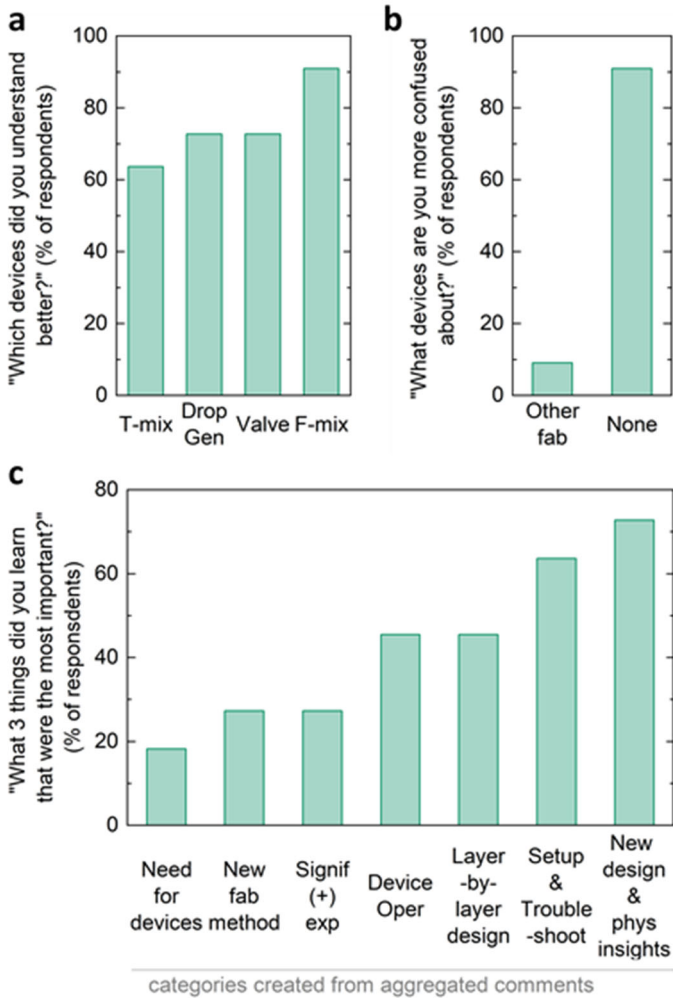 a
"Which devices did you understand
better?" (% of respondents)
100
80
60
40
20
0
T-mix
Drop
Gen
Valve
F-mix
b
"What devices are you more confused
about?" (% of respondents)
100
80
60
40
20
0
Other
fab
None
c
"What 3 things did you learn
that were the most important?"
(% of responsdents)
80
60
40
20
0
Need
for
devices
New
fab
method
Signif
(+)
exp
Device
Oper
Layer
-by-
layer
design
Setup
&
Trouble
-shoot
New
design
&
phys
insights
categories created from aggregated comments